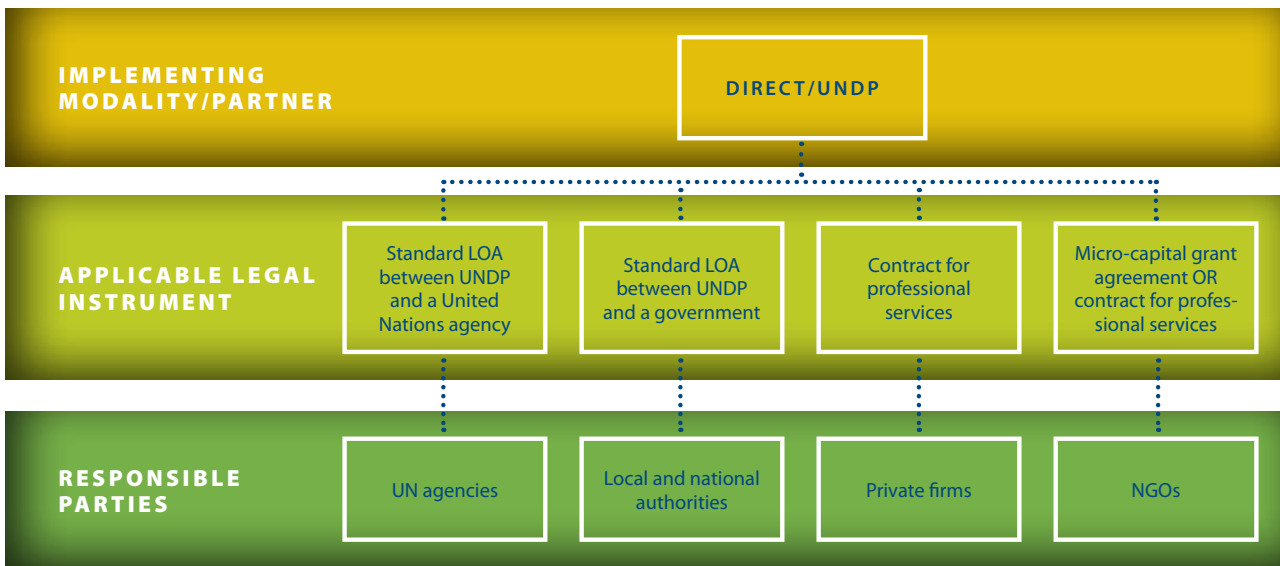 IMPLEMENTING
MODALITY/PARTNER
DIRECT/UNDP
APPLICABLE LEGAL
INSTRUMENT
Standard LOA
between UNDP
and a United
Nations agency
Standard LOA
between UNDP
and a government
Contract for
professional
services
Micro-capital grant
agreement OR
contract for profes-
sional services
RESPONSIBLE
PARTIES
UN agencies
Local and national
authorities
Private firms
NGOs